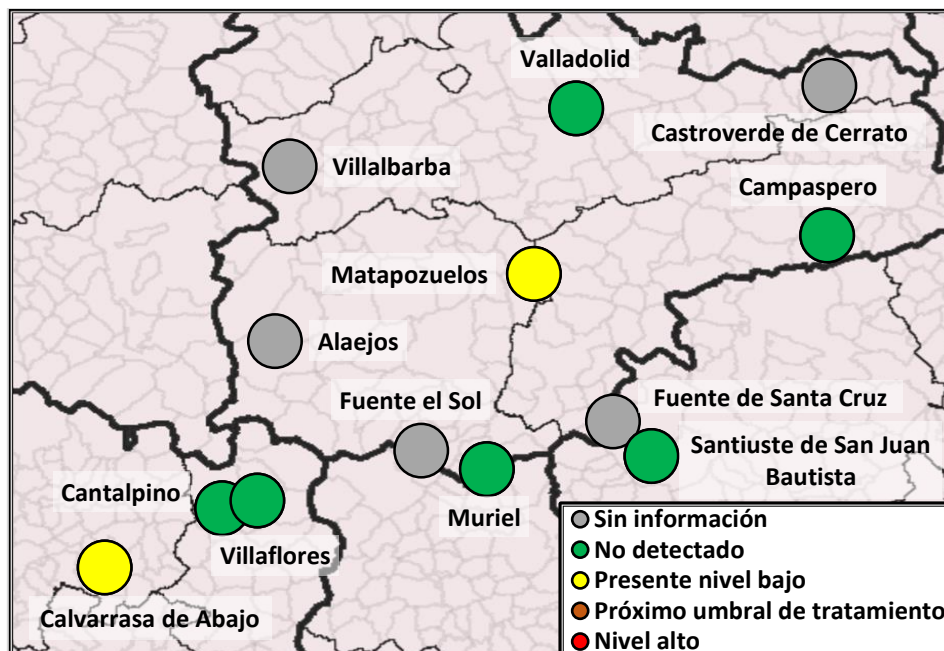 Valladolid
Castroverde de Cerrato
Villalbarba
Campaspero
Matapozuelos
Alaejos
Fuente el Sol
Fuente de Santa Cruz
Santiuste de San Juan
Bautista
Cantalpino
Muriel
Villaflores
Calvarrasa de Abajo
Sin información
No detectado
Presente nivel bajo
Próximo umbral de tratamiento
Nivel alto